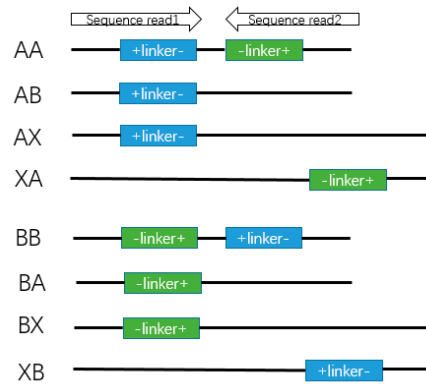 Sequence read1 Sequence read2
AA +linker- -linker+
AB +linker-
AX +linker-
XA -linker+
BB -linker+ +linker-
BA -linker+
BX -linker+
XB +linker-